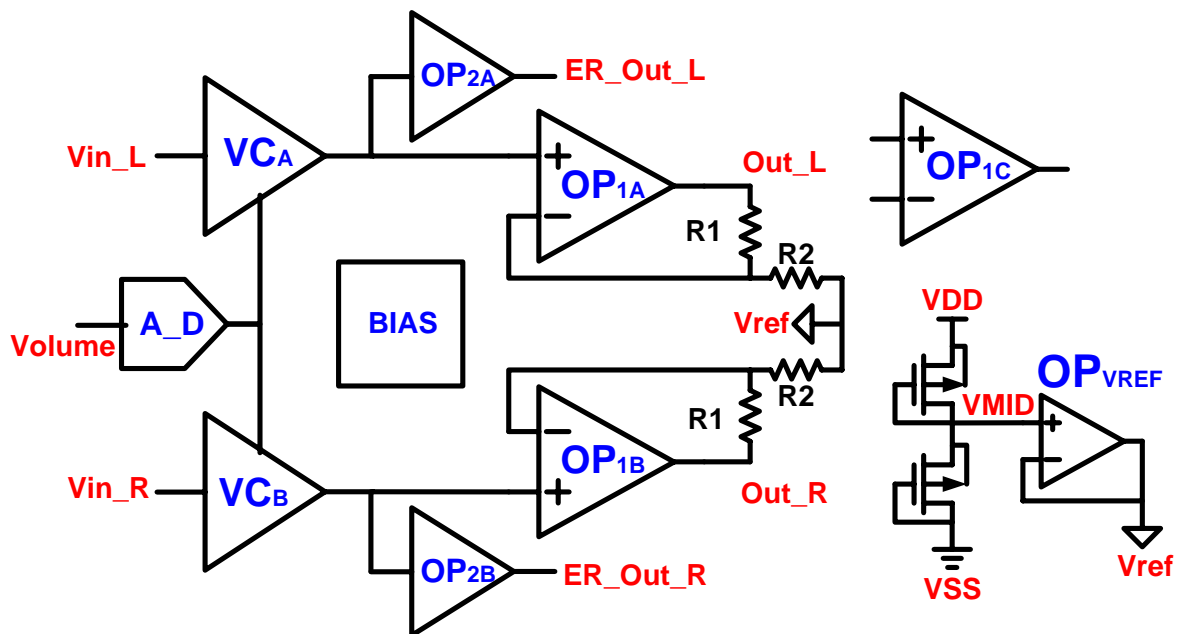 OP2A
ER_Out_L
Vin_L
VCA
+
OP1A
−
Out_L
+
OP1C
−
R1
R2
A_D
Volume
BIAS
Vref
VDD
R2
R1
VMID
OPVREF
+
−
Vin_R
VCB
−
OP1B
+
Out_R
OP2B
ER_Out_R
VSS
Vref